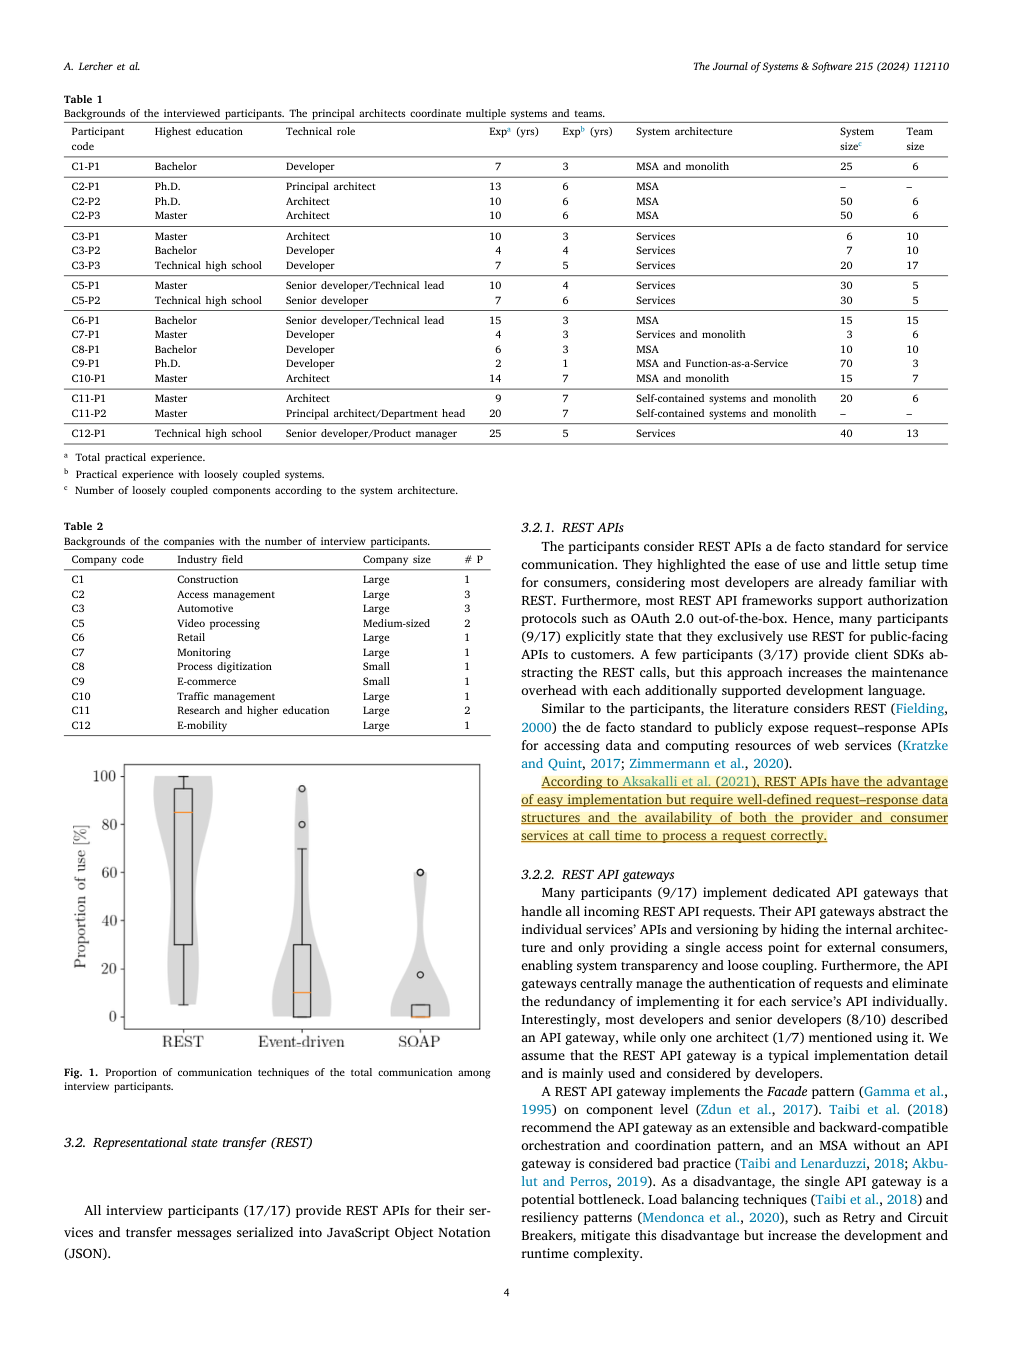 A. Lercher et al.
The Journal of Systems & Software 215 (2024) 112110
Table 1
Backgrounds of the interviewed participants. The principal architects coordinate multiple systems and teams.
Participant code Highest education Technical role Expᵃ (yrs) Expᵇ (yrs) System architecture System sizeᶜ Team size
C1-P1 Bachelor Developer 7 3 MSA and monolith 25 6
C2-P1 Ph.D. Principal architect 13 6 MSA – –
C2-P2 Ph.D. Architect 10 6 MSA 50 6
C2-P3 Master Architect 10 6 MSA 50 6
C3-P1 Master Architect 10 3 Services 6 10
C3-P2 Bachelor Developer 4 4 Services 7 10
C3-P3 Technical high school Developer 7 5 Services 20 17
C5-P1 Master Senior developer/Technical lead 10 4 Services 30 5
C5-P2 Technical high school Senior developer 7 6 Services 30 5
C6-P1 Bachelor Senior developer/Technical lead 15 3 MSA 15 15
C7-P1 Master Developer 4 3 Services and monolith 3 6
C8-P1 Bachelor Developer 6 3 MSA 10 10
C9-P1 Ph.D. Developer 2 1 MSA and Function-as-a-Service 70 3
C10-P1 Master Architect 14 7 MSA and monolith 15 7
C11-P1 Master Architect 9 7 Self-contained systems and monolith 20 6
C11-P2 Master Principal architect/Department head 20 7 Self-contained systems and monolith – –
C12-P1 Technical high school Senior developer/Product manager 25 5 Services 40 13
ᵃ Total practical experience.
ᵇ Practical experience with loosely coupled systems.
ᶜ Number of loosely coupled components according to the system architecture.
Table 2
Backgrounds of the companies with the number of interview participants.
Company code Industry field Company size # P
C1 Construction Large 1
C2 Access management Large 3
C3 Automotive Large 3
C5 Video processing Medium-sized 2
C6 Retail Large 1
C7 Monitoring Large 1
C8 Process digitization Small 1
C9 E-commerce Small 1
C10 Traffic management Large 1
C11 Research and higher education Large 2
C12 E-mobility Large 1
Proportion of use [%]
100
80
60
40
20
0
REST Event-driven SOAP
Fig. 1. Proportion of communication techniques of the total communication among
interview participants.
3.2. Representational state transfer (REST)
All interview participants (17/17) provide REST APIs for their ser-
vices and transfer messages serialized into JavaScript Object Notation
(JSON).
3.2.1. REST APIs
The participants consider REST APIs a de facto standard for service
communication. They highlighted the ease of use and little setup time
for consumers, considering most developers are already familiar with
REST. Furthermore, most REST API frameworks support authorization
protocols such as OAuth 2.0 out-of-the-box. Hence, many participants
(9/17) explicitly state that they exclusively use REST for public-facing
APIs to customers. A few participants (3/17) provide client SDKs ab-
stracting the REST calls, but this approach increases the maintenance
overhead with each additionally supported development language.
Similar to the participants, the literature considers REST (Fielding,
2000) the de facto standard to publicly expose request–response APIs
for accessing data and computing resources of web services (Kratzke
and Quint, 2017; Zimmermann et al., 2020).
According to Aksakalli et al. (2021), REST APIs have the advantage
of easy implementation but require well-defined request–response data
structures and the availability of both the provider and consumer
services at call time to process a request correctly.
3.2.2. REST API gateways
Many participants (9/17) implement dedicated API gateways that
handle all incoming REST API requests. Their API gateways abstract the
individual services' APIs and versioning by hiding the internal architec-
ture and only providing a single access point for external consumers,
enabling system transparency and loose coupling. Furthermore, the API
gateways centrally manage the authentication of requests and eliminate
the redundancy of implementing it for each service's API individually.
Interestingly, most developers and senior developers (8/10) described
an API gateway, while only one architect (1/7) mentioned using it. We
assume that the REST API gateway is a typical implementation detail
and is mainly used and considered by developers.
A REST API gateway implements the Facade pattern (Gamma et al.,
1995) on component level (Zdun et al., 2017). Taibi et al. (2018)
recommend the API gateway as an extensible and backward-compatible
orchestration and coordination pattern, and an MSA without an API
gateway is considered bad practice (Taibi and Lenarduzzi, 2018; Akbu-
lut and Perros, 2019). As a disadvantage, the single API gateway is a
potential bottleneck. Load balancing techniques (Taibi et al., 2018) and
resiliency patterns (Mendonca et al., 2020), such as Retry and Circuit
Breakers, mitigate this disadvantage but increase the development and
runtime complexity.
4